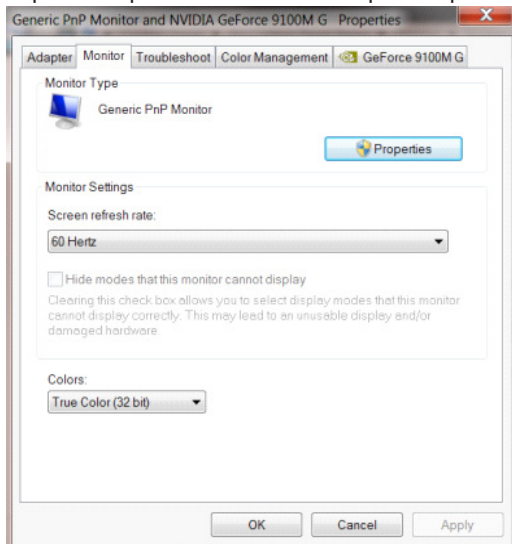 Generic PnP Monitor and NVIDIA GeForce 9100M G Properties
X
Adapter Monitor Troubleshoot Color Management GeForce 9100M G
Monitor Type
Generic PnP Monitor
Properties
Monitor Settings
Screen refresh rate:
60 Hertz
Hide modes that this monitor cannot display
Clearing this check box allows you to select display modes that this monitor
cannot display correctly. This may lead to an unusable display and/or
damaged hardware.
Colors:
True Color (32 bit)
OK Cancel Apply